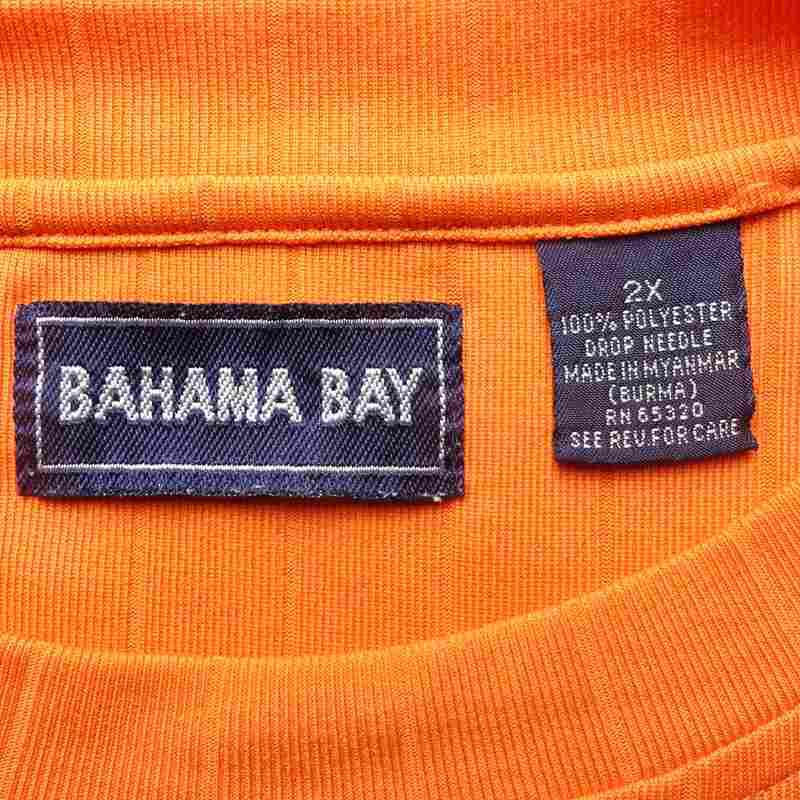 BAHAMA BAY
2X
100% POLYESTER
DROP NEEDLE
MADE IN MYANMAR
(BURMA)
RN 65320
SEE REV. FOR CARE